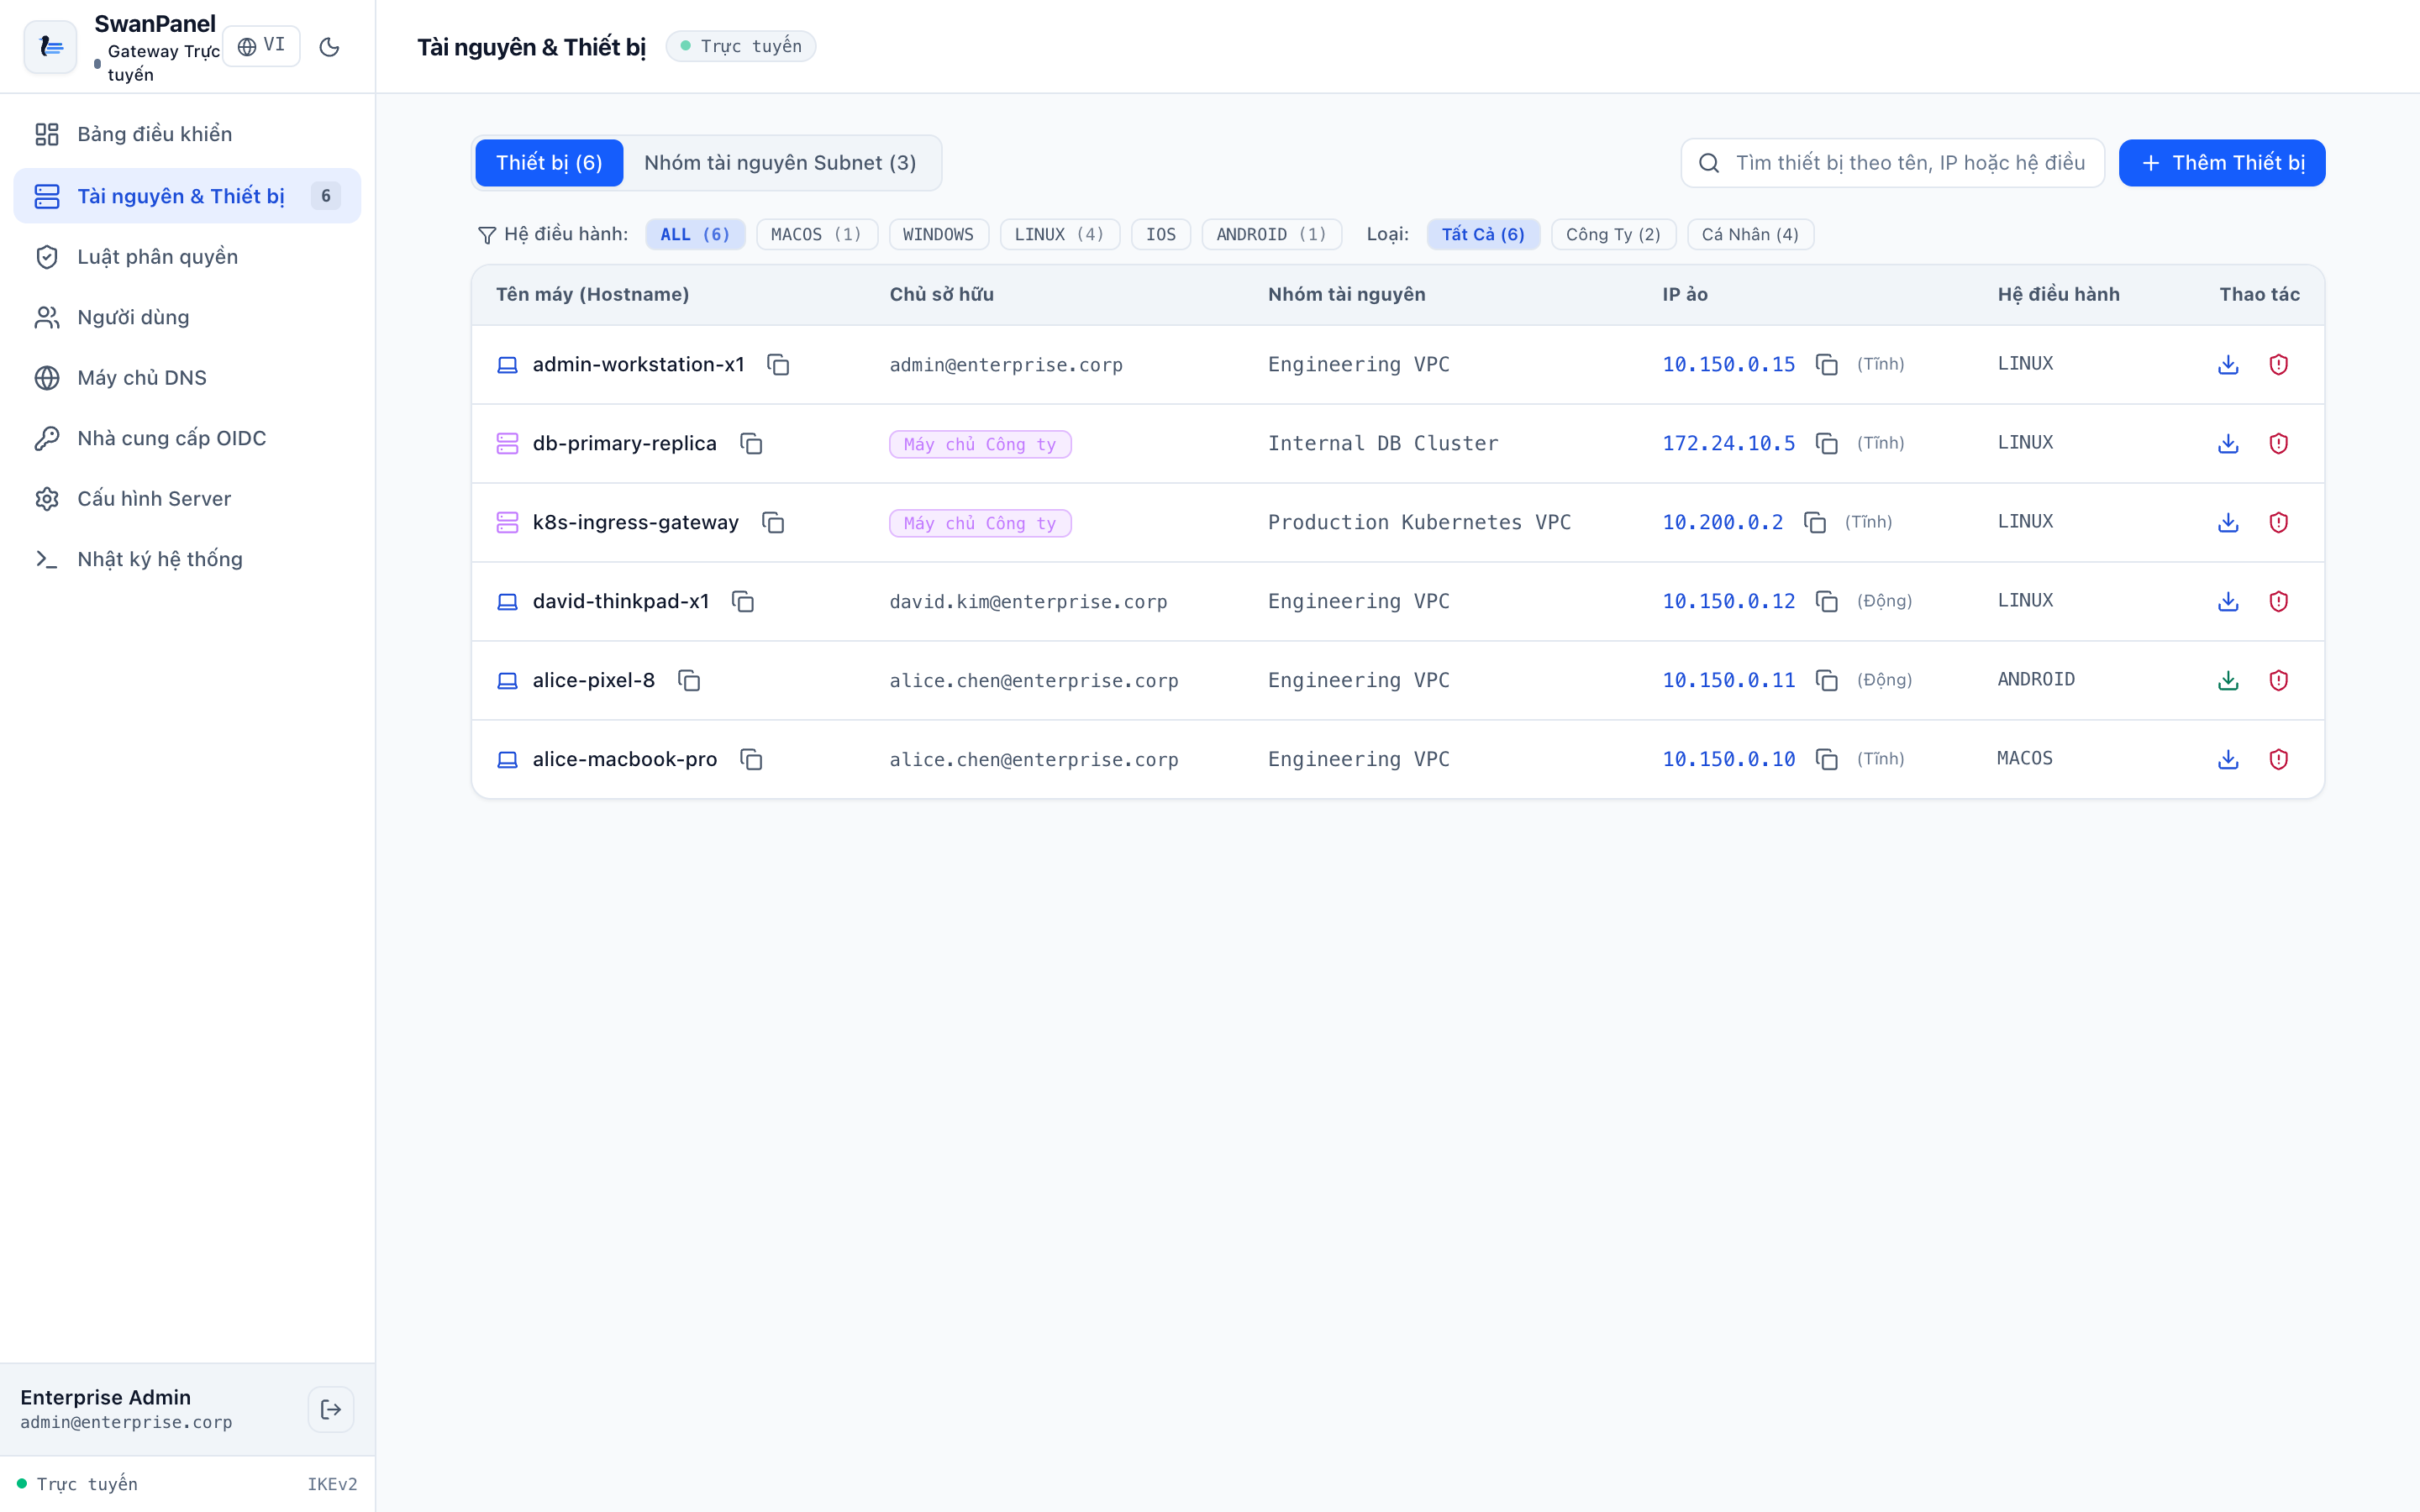 SwanPanel
Gateway Trực tuyến
VI
Tài nguyên & Thiết bị
Trực tuyến
Bảng điều khiển
Tài nguyên & Thiết bị 6
Luật phân quyền
Người dùng
Máy chủ DNS
Nhà cung cấp OIDC
Cấu hình Server
Nhật ký hệ thống
Thiết bị (6)
Nhóm tài nguyên Subnet (3)
Tìm thiết bị theo tên, IP hoặc hệ điều
Thêm Thiết bị
Hệ điều hành: ALL (6) MACOS (1) WINDOWS LINUX (4) IOS ANDROID (1) Loại: Tất Cả (6) Công Ty (2) Cá Nhân (4)
Tên máy (Hostname) Chủ sở hữu Nhóm tài nguyên IP ảo Hệ điều hành Thao tác
admin-workstation-x1 admin@enterprise.corp Engineering VPC 10.150.0.15 (Tĩnh) LINUX
db-primary-replica Máy chủ Công ty Internal DB Cluster 172.24.10.5 (Tĩnh) LINUX
k8s-ingress-gateway Máy chủ Công ty Production Kubernetes VPC 10.200.0.2 (Tĩnh) LINUX
david-thinkpad-x1 david.kim@enterprise.corp Engineering VPC 10.150.0.12 (Động) LINUX
alice-pixel-8 alice.chen@enterprise.corp Engineering VPC 10.150.0.11 (Động) ANDROID
alice-macbook-pro alice.chen@enterprise.corp Engineering VPC 10.150.0.10 (Tĩnh) MACOS
Enterprise Admin
admin@enterprise.corp
Trực tuyến IKEv2